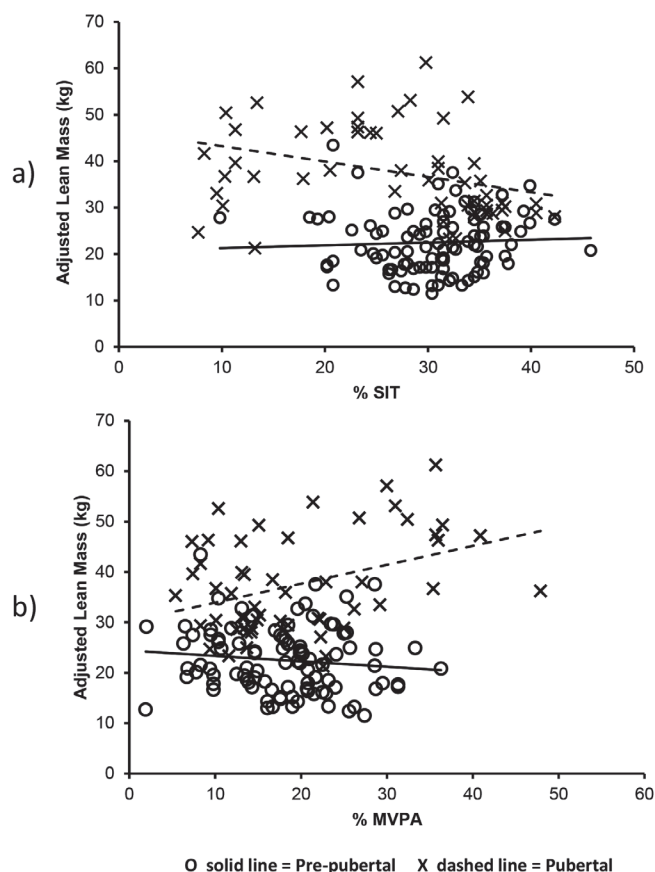 a)
Adjusted Lean Mass (kg)
70
60
50
40
30
20
10
0
0 10 20 30 40 50
% SIT
b)
Adjusted Lean Mass (kg)
70
60
50
40
30
20
10
0
0 10 20 30 40 50 60
% MVPA
O solid line = Pre-pubertal X dashed line = Pubertal